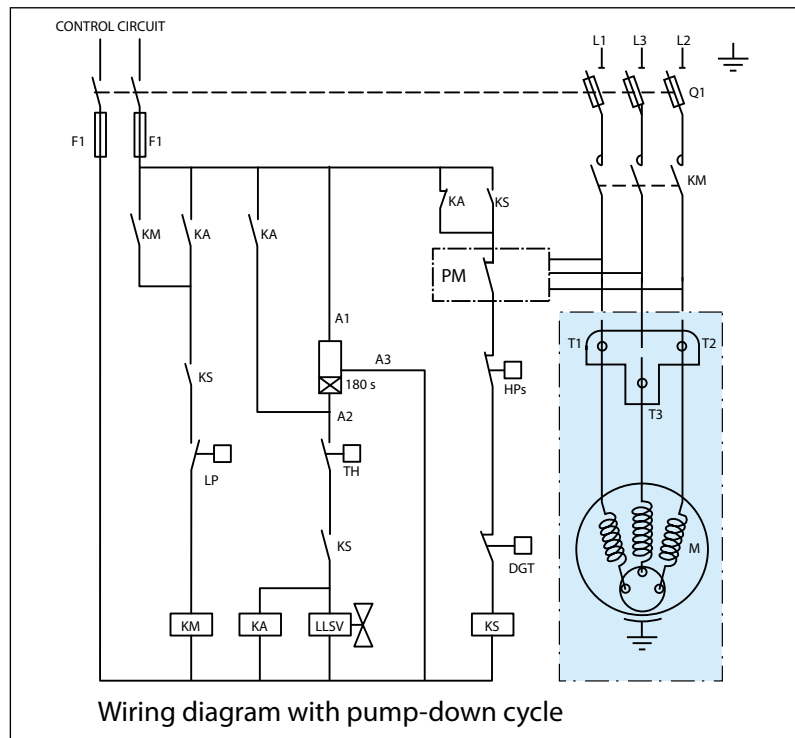 CONTROL CIRCUIT
L1 L3 L2
Q1
F1 F1
KM
KA KS
KM KA KA
PM
A1
T1 T2
A3
KS 180 s HPs
A2 T3
LP TH
KS M
DGT
KM KA LLSV KS
Wiring diagram with pump-down cycle